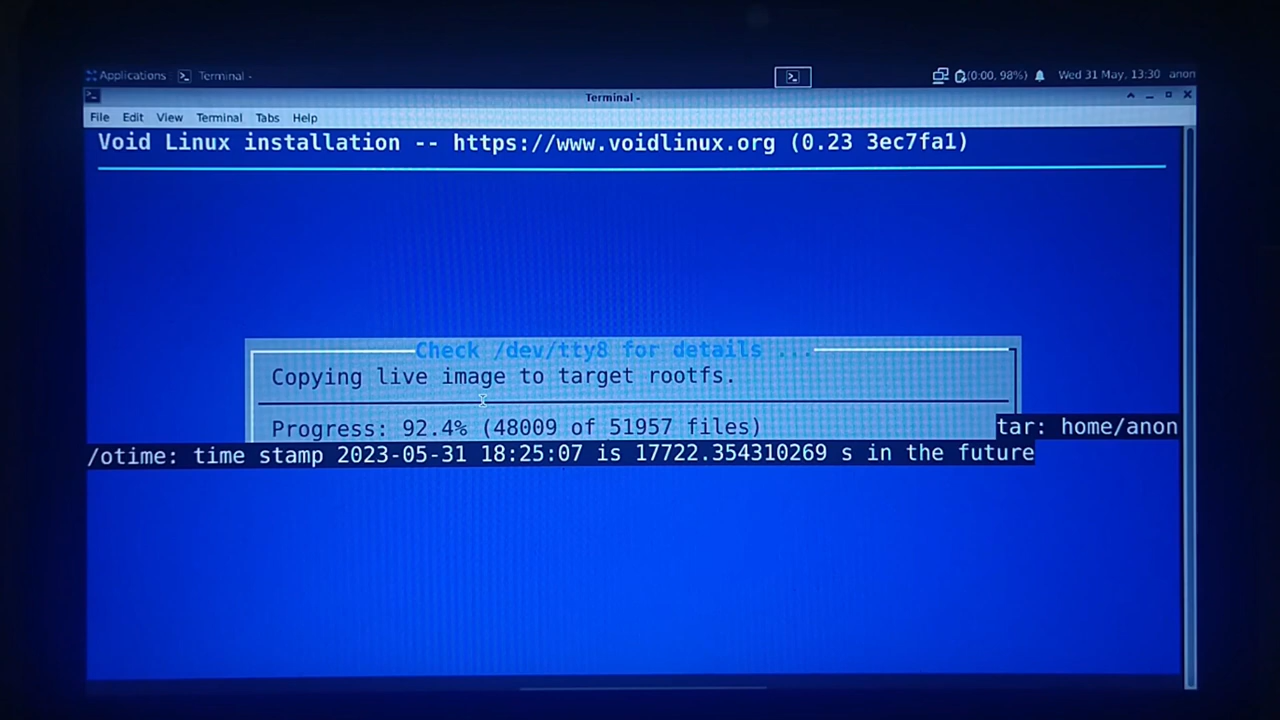 Applications Terminal - (0:00, 98%) Wed 31 May, 13:30 anon
Terminal -
File Edit View Terminal Tabs Help
Void Linux installation -- https://www.voidlinux.org (0.23 3ec7fa1)
Check /dev/tty8 for details ...
Copying live image to target rootfs.
Progress: 92.4% (48009 of 51957 files) tar: home/anon
/otime: time stamp 2023-05-31 18:25:07 is 17722.354310269 s in the future